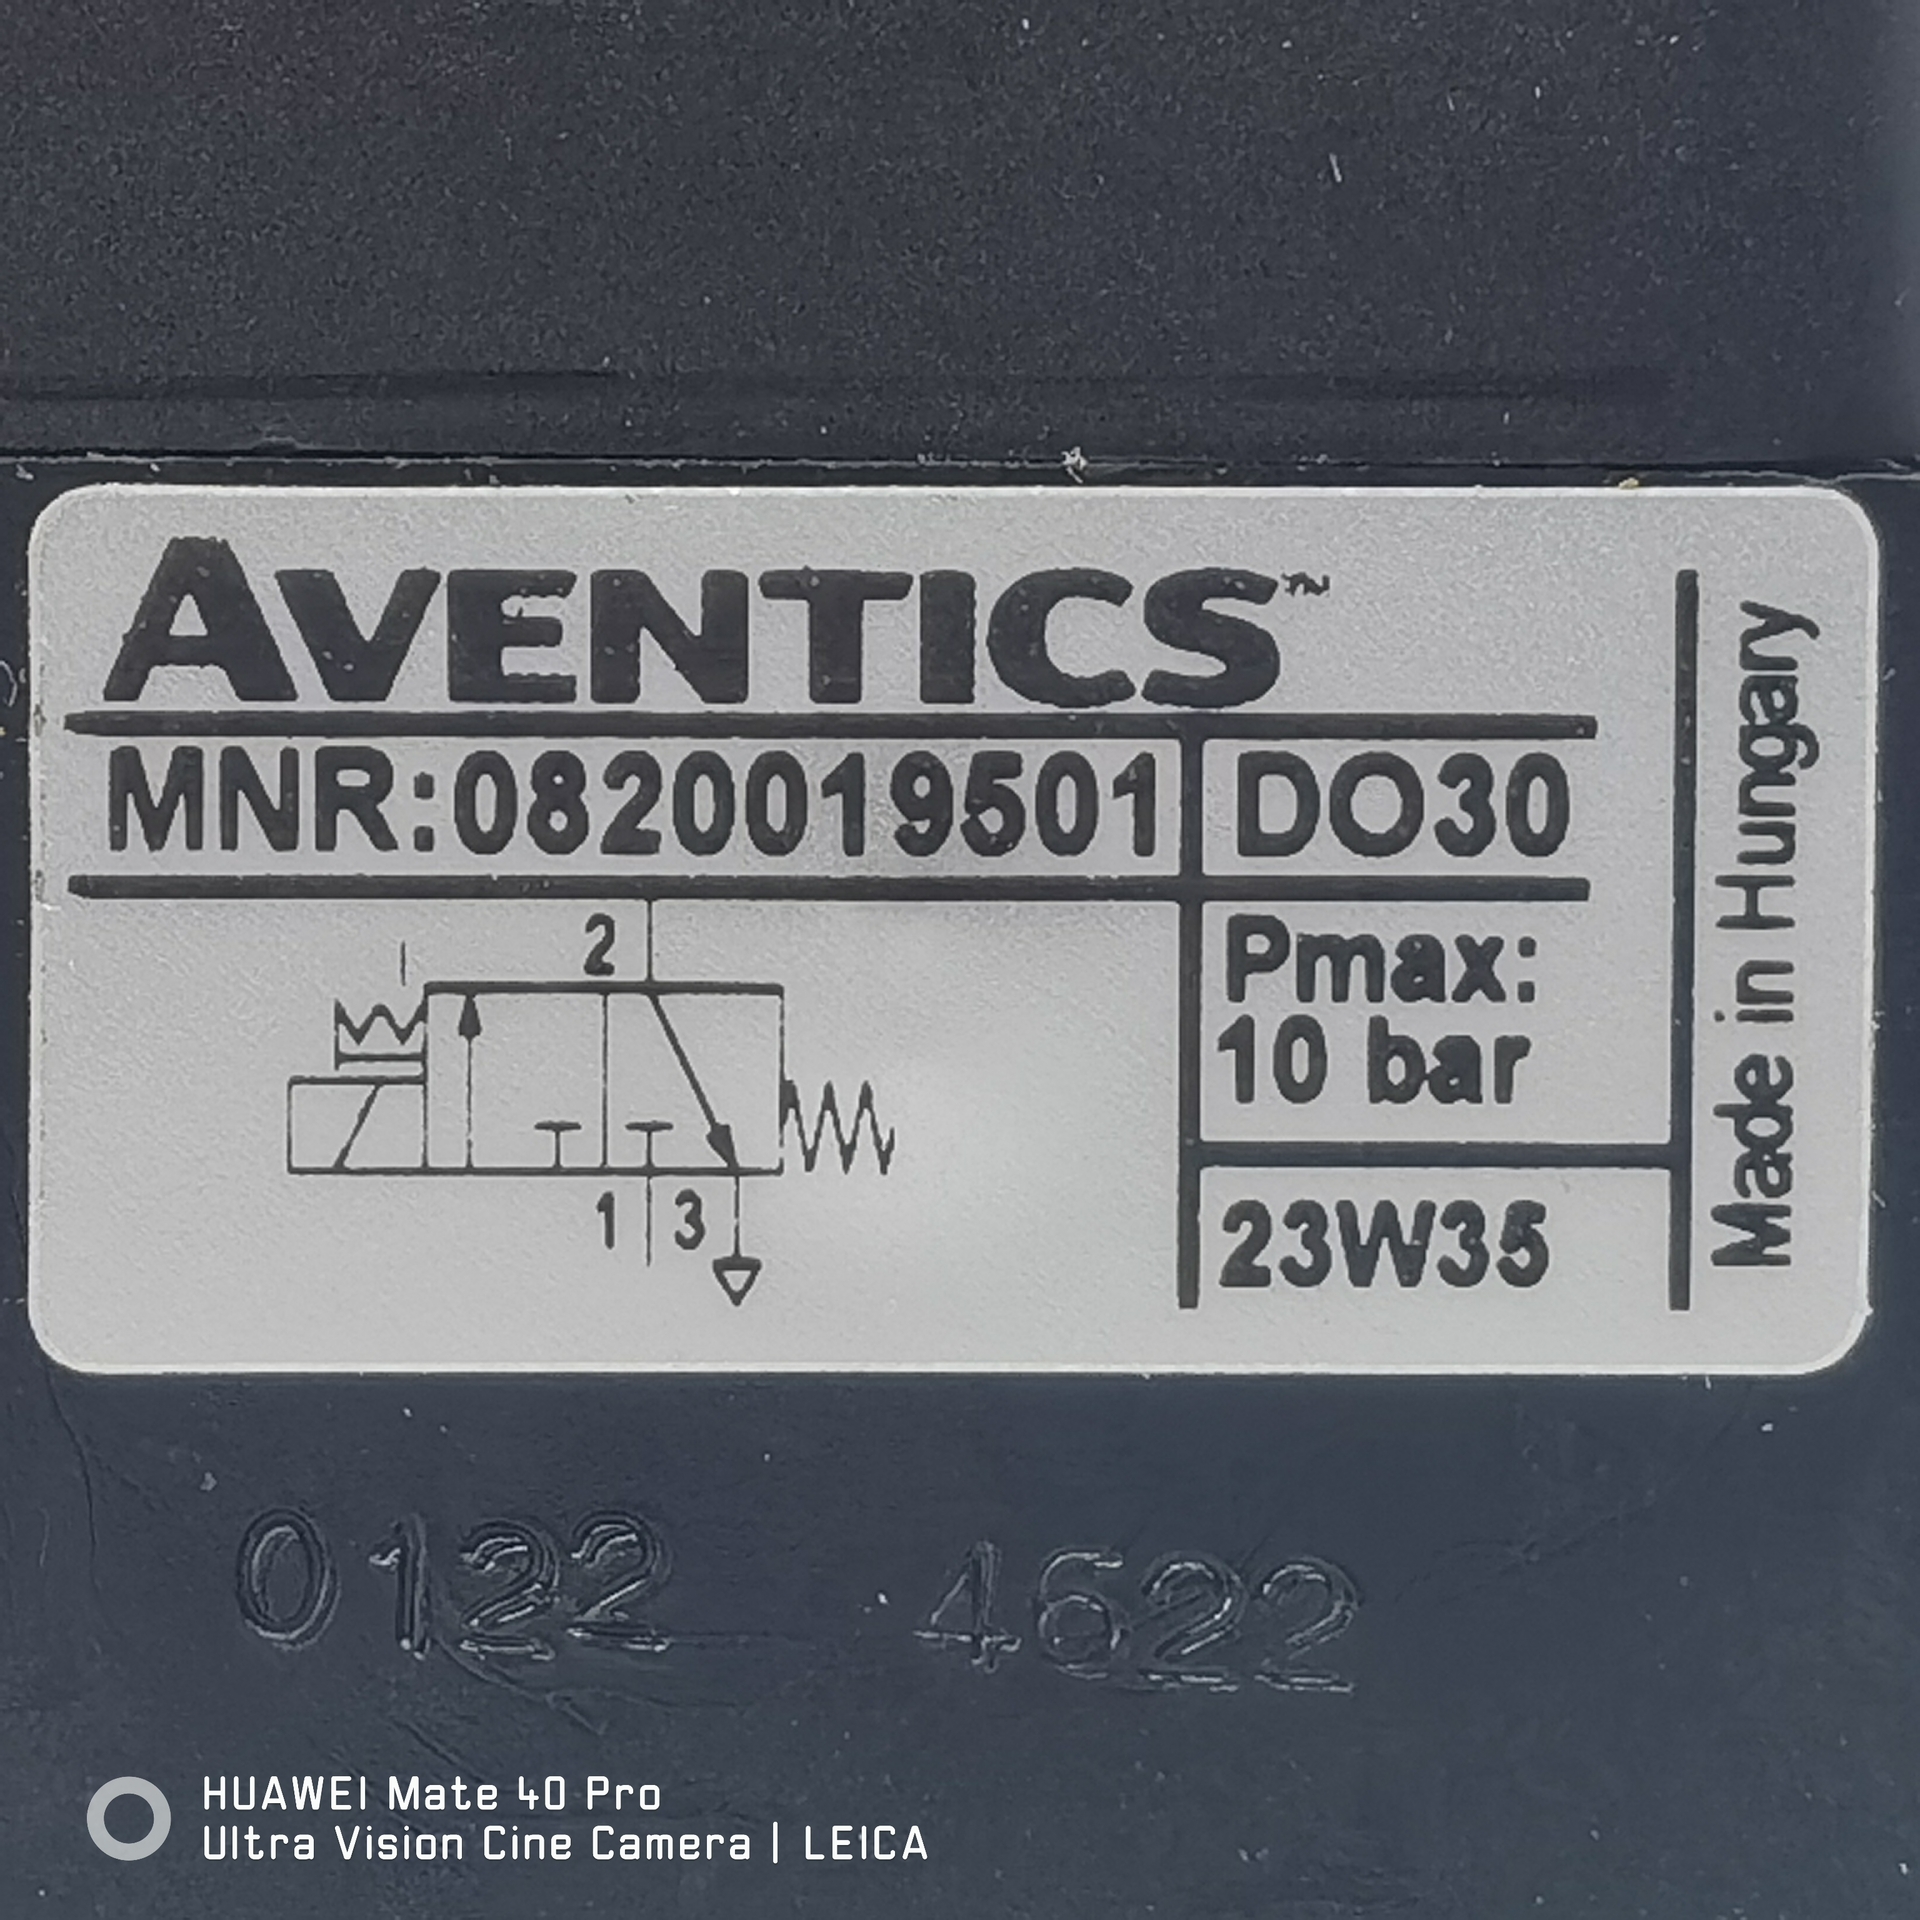 AVENTICS™
MNR:0820019501
DO30
2
1 3
Pmax:
10 bar
23W35
Made in Hungary
0122 4622
HUAWEI Mate 40 Pro
Ultra Vision Cine Camera | LEICA